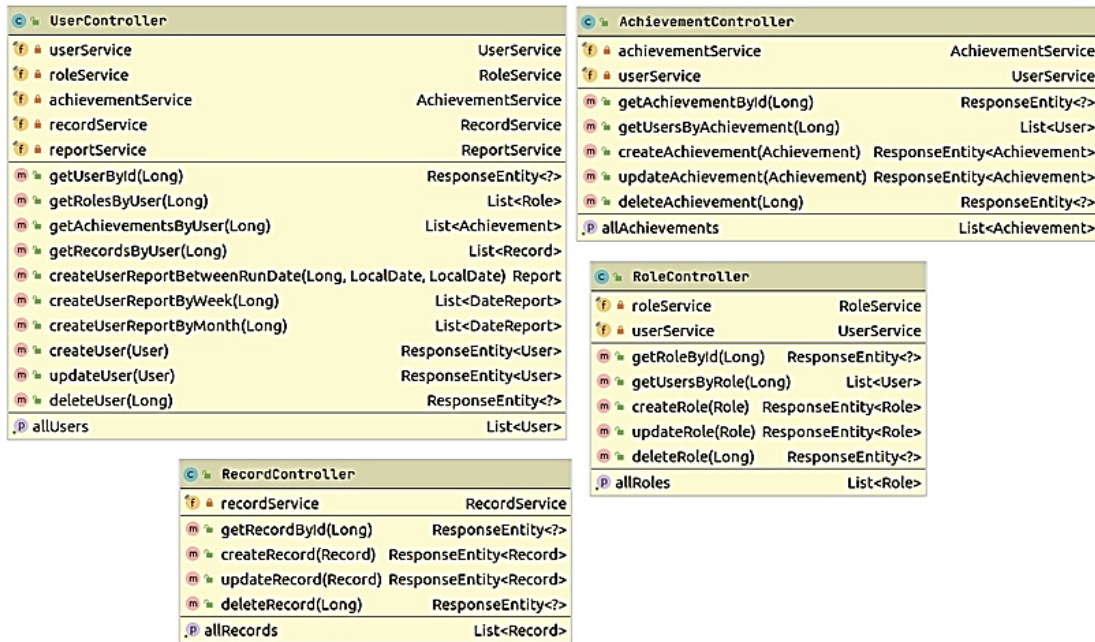 UserController
userService UserService
roleService RoleService
achievementService AchievementService
recordService RecordService
reportService ReportService
getUserById(Long) ResponseEntity<?>
getRolesByUser(Long) List<Role>
getAchievementsByUser(Long) List<Achievement>
getRecordsByUser(Long) List<Record>
createUserReportBetweenRunDate(Long, LocalDate, LocalDate) Report
createUserReportByWeek(Long) List<DateReport>
createUserReportByMonth(Long) List<DateReport>
createUser(User) ResponseEntity<User>
updateUser(User) ResponseEntity<User>
deleteUser(Long) ResponseEntity<?>
allUsers List<User>
AchievementController
achievementService AchievementService
userService UserService
getAchievementById(Long) ResponseEntity<?>
getUsersByAchievement(Long) List<User>
createAchievement(Achievement) ResponseEntity<Achievement>
updateAchievement(Achievement) ResponseEntity<Achievement>
deleteAchievement(Long) ResponseEntity<?>
allAchievements List<Achievement>
RoleController
roleService RoleService
userService UserService
getRoleById(Long) ResponseEntity<?>
getUsersByRole(Long) List<User>
createRole(Role) ResponseEntity<Role>
updateRole(Role) ResponseEntity<Role>
deleteRole(Long) ResponseEntity<?>
allRoles List<Role>
RecordController
recordService RecordService
getRecordById(Long) ResponseEntity<?>
createRecord(Record) ResponseEntity<Record>
updateRecord(Record) ResponseEntity<Record>
deleteRecord(Long) ResponseEntity<?>
allRecords List<Record>